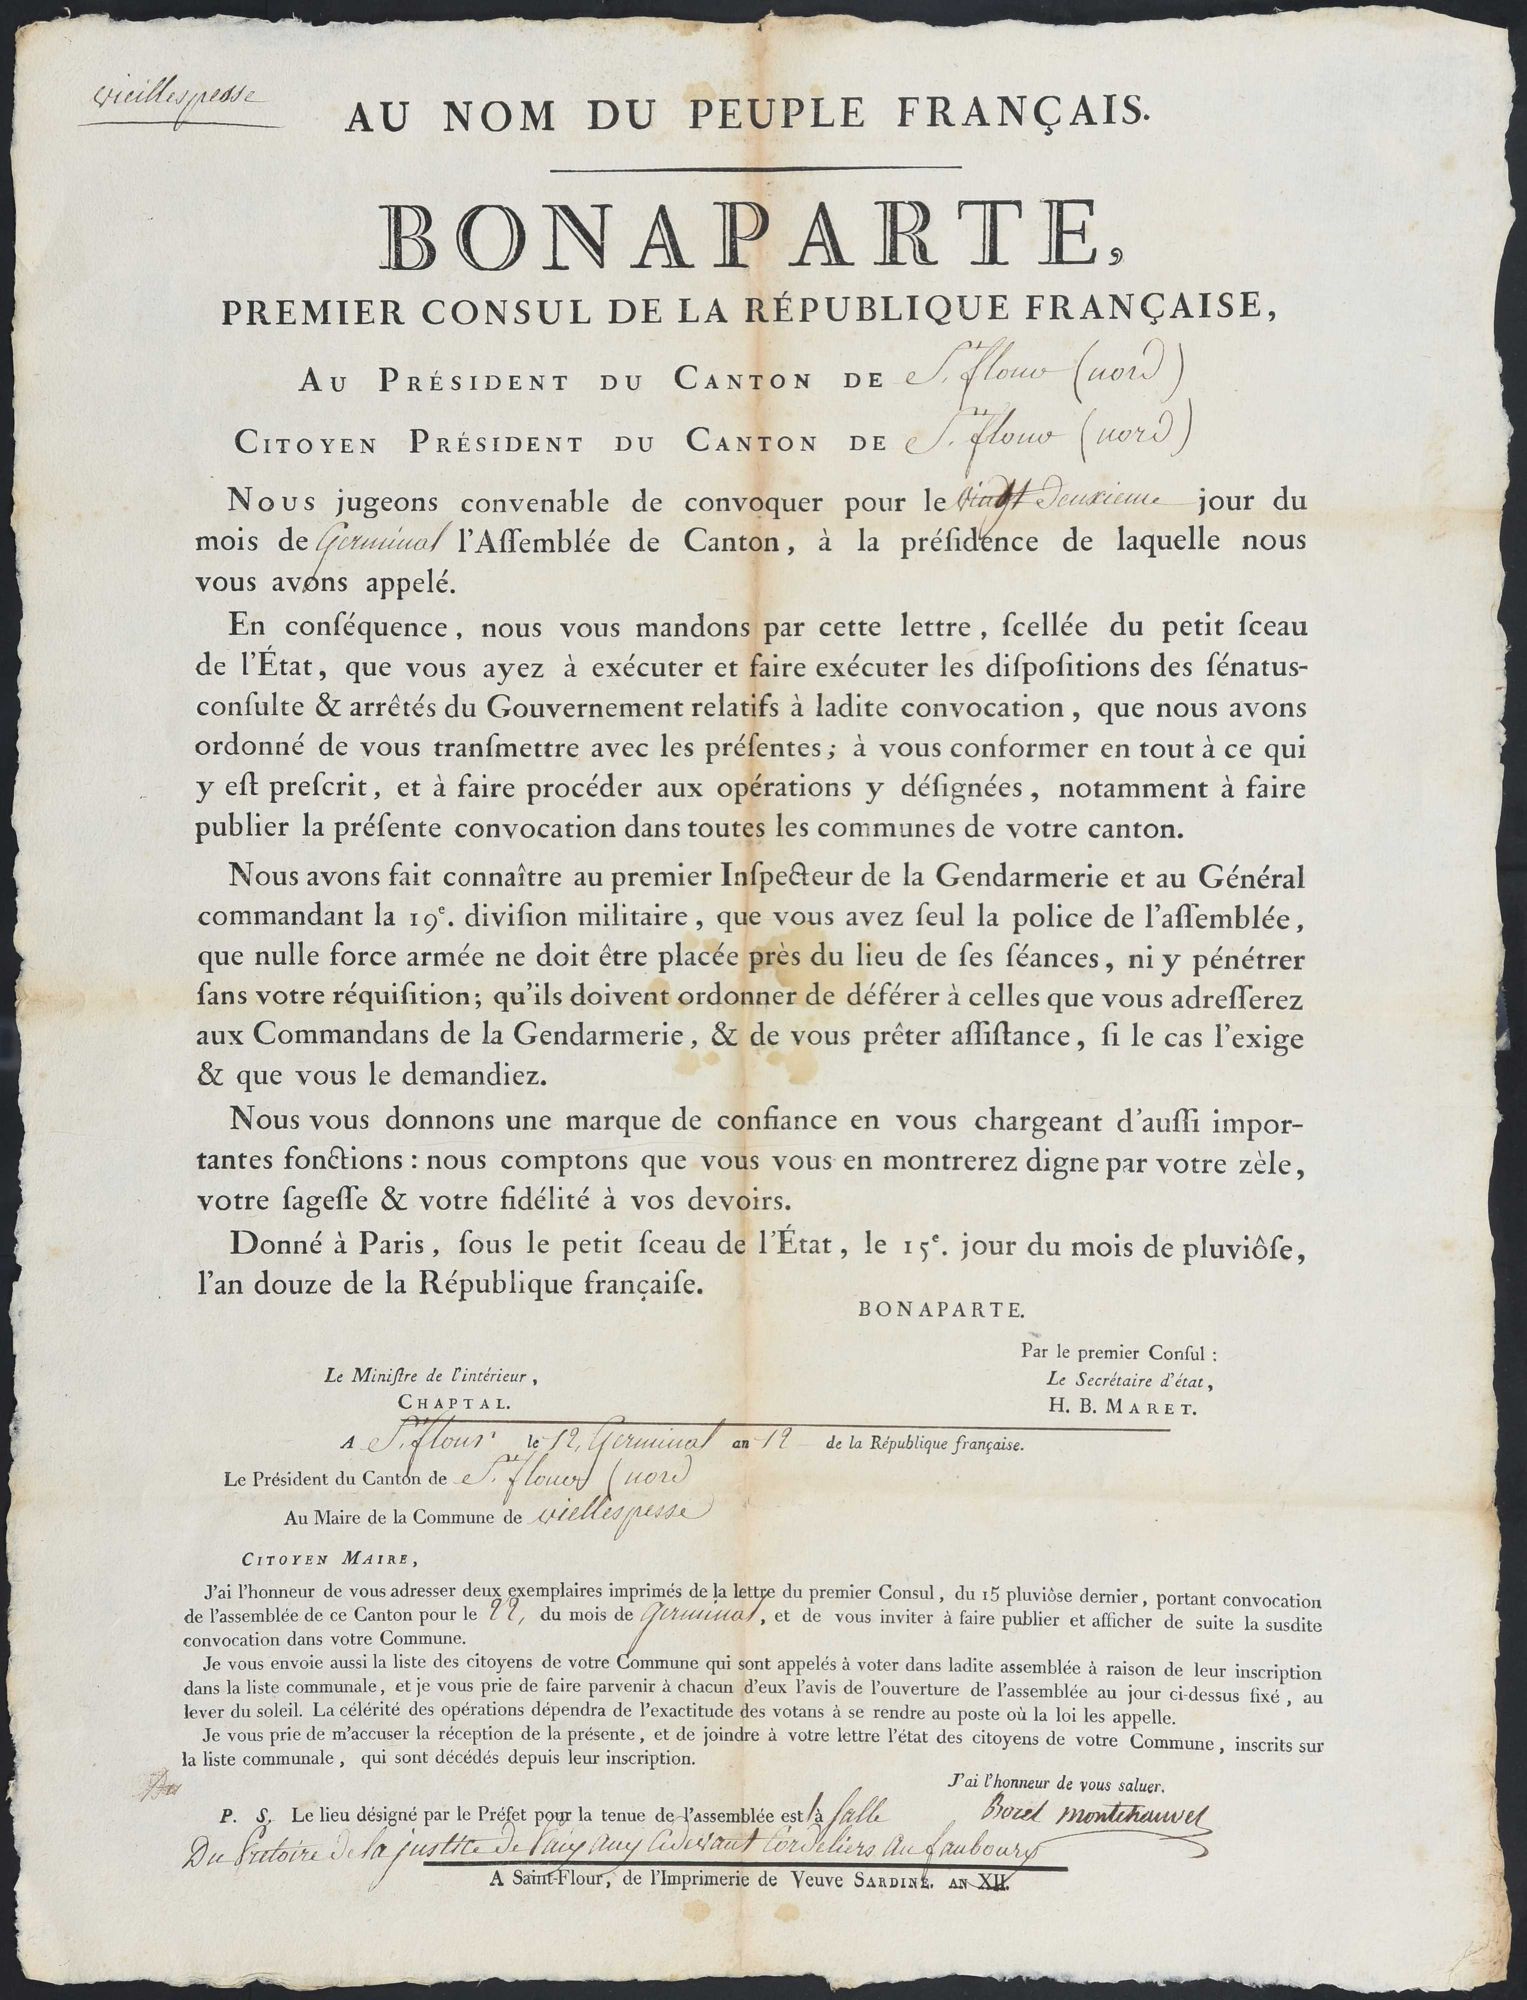 vieillespesse
AU NOM DU PEUPLE FRANÇAIS.
BONAPARTE,
PREMIER CONSUL DE LA RÉPUBLIQUE FRANÇAISE,
AU PRÉSIDENT DU CANTON DE St. flour (nord)
CITOYEN PRÉSIDENT DU CANTON DE St. flour (nord)
NOUS jugeons convenable de convoquer pour le vingt deuxieme jour du
mois de Germinal l'Aſſemblée de Canton, à la préſidence de laquelle nous
vous avons appelé.
En conſéquence, nous vous mandons par cette lettre, ſcellée du petit ſceau
de l'État, que vous ayez à exécuter et faire exécuter les diſpoſitions des ſénatus-
conſulte & arrêtés du Gouvernement relatifs à ladite convocation, que nous avons
ordonné de vous tranſmettre avec les préſentes; à vous conformer en tout à ce qui
y eſt preſcrit, et à faire procéder aux opérations y déſignées, notamment à faire
publier la préſente convocation dans toutes les communes de votre canton.
Nous avons fait connaître au premier Inſpecteur de la Gendarmerie et au Général
commandant la 19e. diviſion militaire, que vous avez ſeul la police de l'aſſemblée,
que nulle force armée ne doit être placée près du lieu de ſes ſéances, ni y pénétrer
ſans votre réquiſition; qu'ils doivent ordonner de déférer à celles que vous adreſſerez
aux Commandans de la Gendarmerie, & de vous prêter aſſiſtance, ſi le cas l'exige
& que vous le demandiez.
Nous vous donnons une marque de confiance en vous chargeant d'auſſi impor-
tantes fonctions : nous comptons que vous vous en montrerez digne par votre zèle,
votre ſageſſe & votre fidélité à vos devoirs.
Donné à Paris, ſous le petit ſceau de l'État, le 15e. jour du mois de pluviôſe,
l'an douze de la République françaiſe.
BONAPARTE.
Par le premier Conſul :
Le Miniſtre de l'intérieur,
Le Secrétaire d'état,
CHAPTAL.
H. B. MARET.
A St. flour le 12 Germinal an 12 de la République française.
Le Président du Canton de St. flour (nord
Au Maire de la Commune de viellespesse
CITOYEN MAIRE,
J'ai l'honneur de vous adresser deux exemplaires imprimés de la lettre du premier Consul, du 15 pluviôse dernier, portant convocation
de l'assemblée de ce Canton pour le 22, du mois de Germinal, et de vous inviter à faire publier et afficher de suite la susdite
convocation dans votre Commune.
Je vous envoie aussi la liste des citoyens de votre Commune qui sont appelés à voter dans ladite assemblée à raison de leur inscription
dans la liste communale, et je vous prie de faire parvenir à chacun d'eux l'avis de l'ouverture de l'assemblée au jour ci-dessus fixé, au
lever du soleil. La célérité des opérations dépendra de l'exactitude des votans à se rendre au poste où la loi les appelle.
Je vous prie de m'accuser la réception de la présente, et de joindre à votre lettre l'état des citoyens de votre Commune, inscrits sur
la liste communale, qui sont décédés depuis leur inscription.
J'ai l'honneur de vous saluer.
P. S. Le lieu désigné par le Préfet pour la tenue de l'assemblée est là Salle
Borel montchauvel
Du Pretoire de la justice de paix aux cidevant Cordeliers au faubourg
A Saint-Flour, de l'Imprimerie de Veuve SARDINE. AN XII.